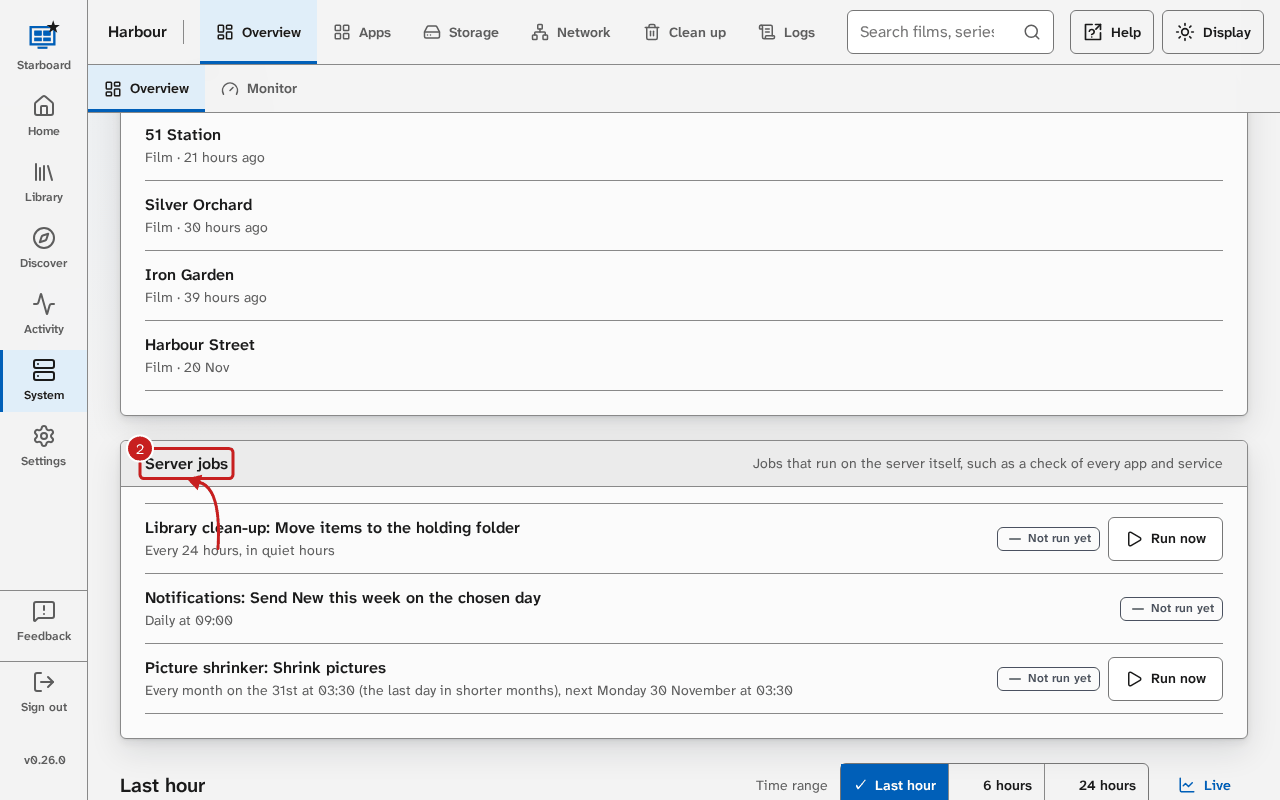 Starboard
Home
Library
Discover
Activity
System
Settings
Feedback
Sign out
v0.26.0
Harbour
Overview
Apps
Storage
Network
Clean up
Logs
Search films, series
Help
Display
Overview
Monitor
51 Station
Film · 21 hours ago
Silver Orchard
Film · 30 hours ago
Iron Garden
Film · 39 hours ago
Harbour Street
Film · 20 Nov
2
Server jobs
Jobs that run on the server itself, such as a check of every app and service
Library clean-up: Move items to the holding folder
Every 24 hours, in quiet hours
— Not run yet
Run now
Notifications: Send New this week on the chosen day
Daily at 09:00
— Not run yet
Picture shrinker: Shrink pictures
Every month on the 31st at 03:30 (the last day in shorter months), next Monday 30 November at 03:30
— Not run yet
Run now
Last hour
Time range
✓ Last hour
6 hours
24 hours
Live